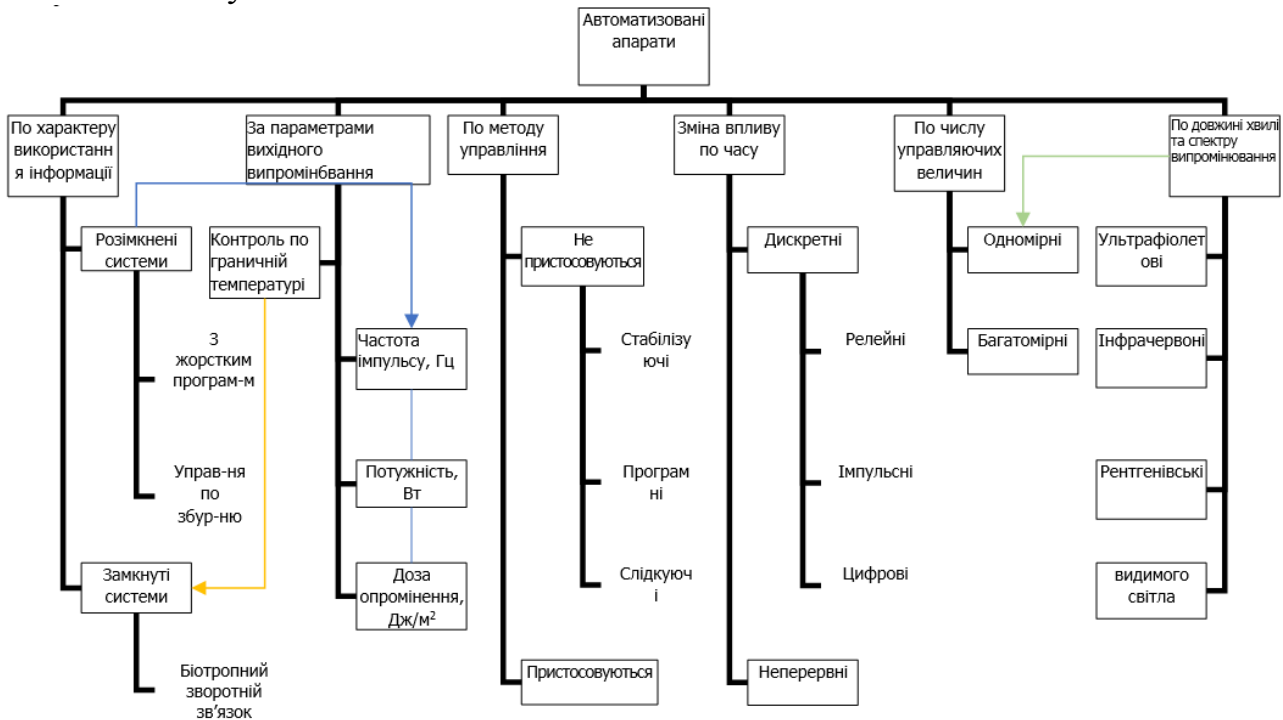 Автоматизовані
апарати
По характеру
використанн
я інформації
За параметрами
вихідного
випромінбвання
По методу
управління
Зміна впливу
по часу
По числу
управляючих
величин
По довжині хвилі
та спектру
випромінювання
Розімкнені
системи
Контроль по
граничній
температурі
Не
пристосовуються
Дискретні
Одномірні
Ультрафіолет
ові
З
жорстким
програм-м
Частота
імпульсу, Гц
Стабілізу
ючі
Релейні
Багатомірні
Інфрачервоні
Управ-ня
по
збур-ню
Потужність,
Вт
Програм
ні
Імпульсні
Рентгенівські
Замкнуті
системи
Доза
опромінення,
Дж/м²
Слідкуюч
і
Цифрові
видимого
світла
Біотропний
зворотній
зв’язок
Пристосовуються
Неперервні